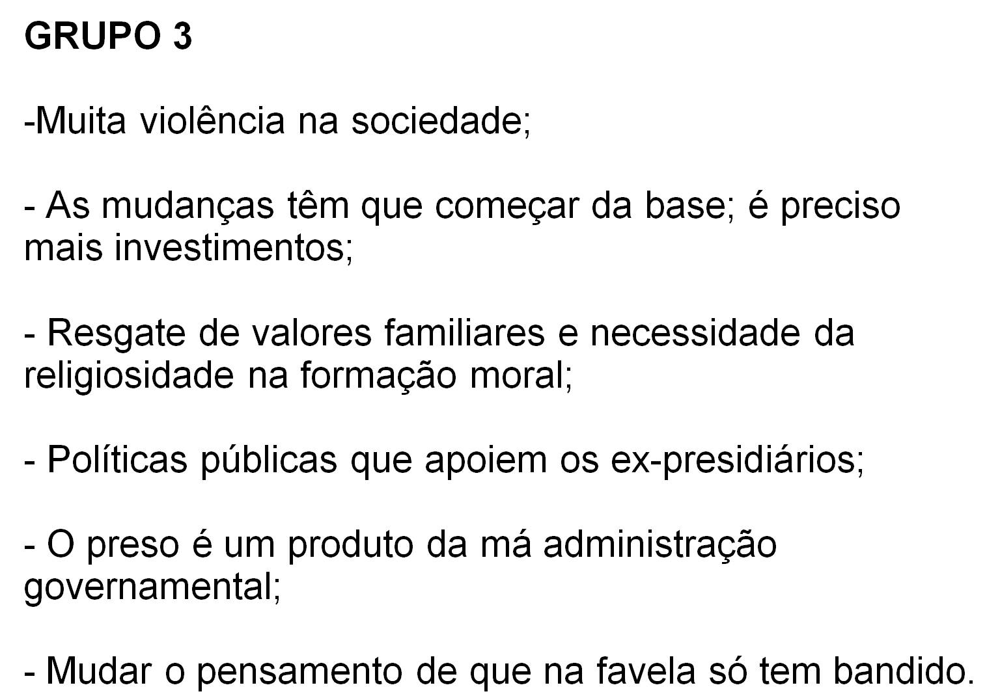 GRUPO 3
-Muita violência na sociedade;
- As mudanças têm que começar da base; é preciso
mais investimentos;
- Resgate de valores familiares e necessidade da
religiosidade na formação moral;
- Políticas públicas que apoiem os ex-presidiários;
- O preso é um produto da má administração
governamental;
- Mudar o pensamento de que na favela só tem bandido.